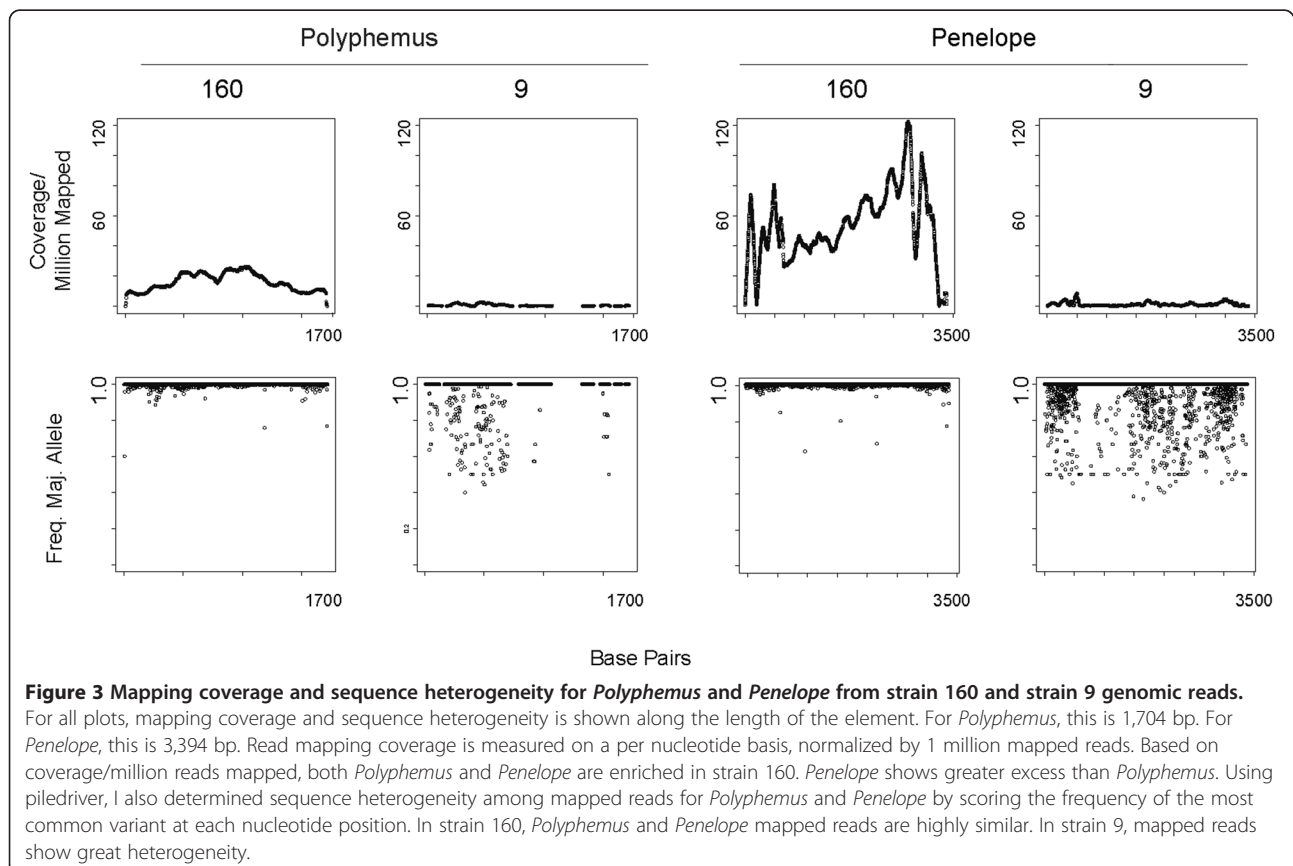 Polyphemus Penelope
160 9 160 9
Coverage/
Million Mapped
120 120 120 120
60 60 60 60
1700 1700 3500 3500
Freq. Maj. Allele
1.0 1.0 1.0 1.0
0.2
1700 1700 3500 3500
Base Pairs
Figure 3 Mapping coverage and sequence heterogeneity for Polyphemus and Penelope from strain 160 and strain 9 genomic reads.
For all plots, mapping coverage and sequence heterogeneity is shown along the length of the element. For Polyphemus, this is 1,704 bp. For
Penelope, this is 3,394 bp. Read mapping coverage is measured on a per nucleotide basis, normalized by 1 million mapped reads. Based on
coverage/million reads mapped, both Polyphemus and Penelope are enriched in strain 160. Penelope shows greater excess than Polyphemus. Using
piledriver, I also determined sequence heterogeneity among mapped reads for Polyphemus and Penelope by scoring the frequency of the most
common variant at each nucleotide position. In strain 160, Polyphemus and Penelope mapped reads are highly similar. In strain 9, mapped reads
show great heterogeneity.